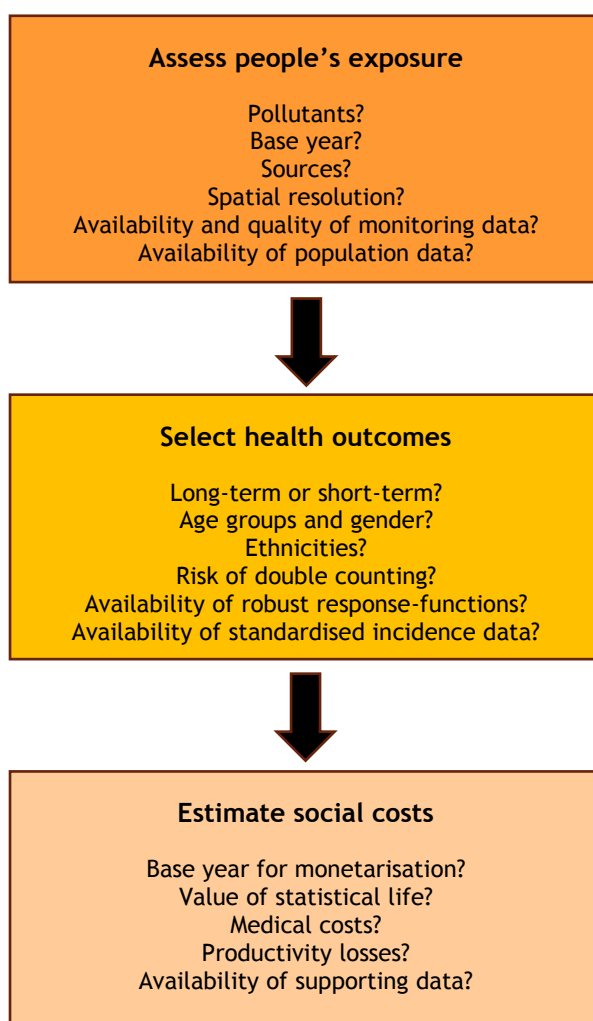 Assess people’s exposure
Pollutants?
Base year?
Sources?
Spatial resolution?
Availability and quality of monitoring data?
Availability of population data?
Select health outcomes
Long-term or short-term?
Age groups and gender?
Ethnicities?
Risk of double counting?
Availability of robust response-functions?
Availability of standardised incidence data?
Estimate social costs
Base year for monetarisation?
Value of statistical life?
Medical costs?
Productivity losses?
Availability of supporting data?